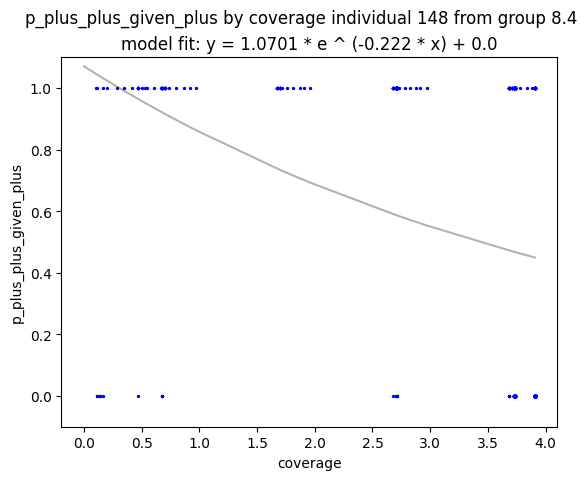 p_plus_plus_given_plus by coverage individual 148 from group 8.4
model fit: y = 1.0701 * e ^ (-0.222 * x) + 0.0
1.0
0.8
0.6
0.4
0.2
0.0
p_plus_plus_given_plus
0.0 0.5 1.0 1.5 2.0 2.5 3.0 3.5 4.0
coverage